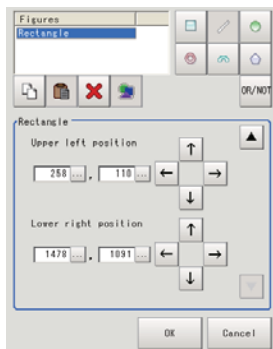 Figures
Rectangle
OR/NOT
Rectangle
Upper left position
258 ... , 110 ...
Lower right position
1478 ... , 1091 ...
OK Cancel